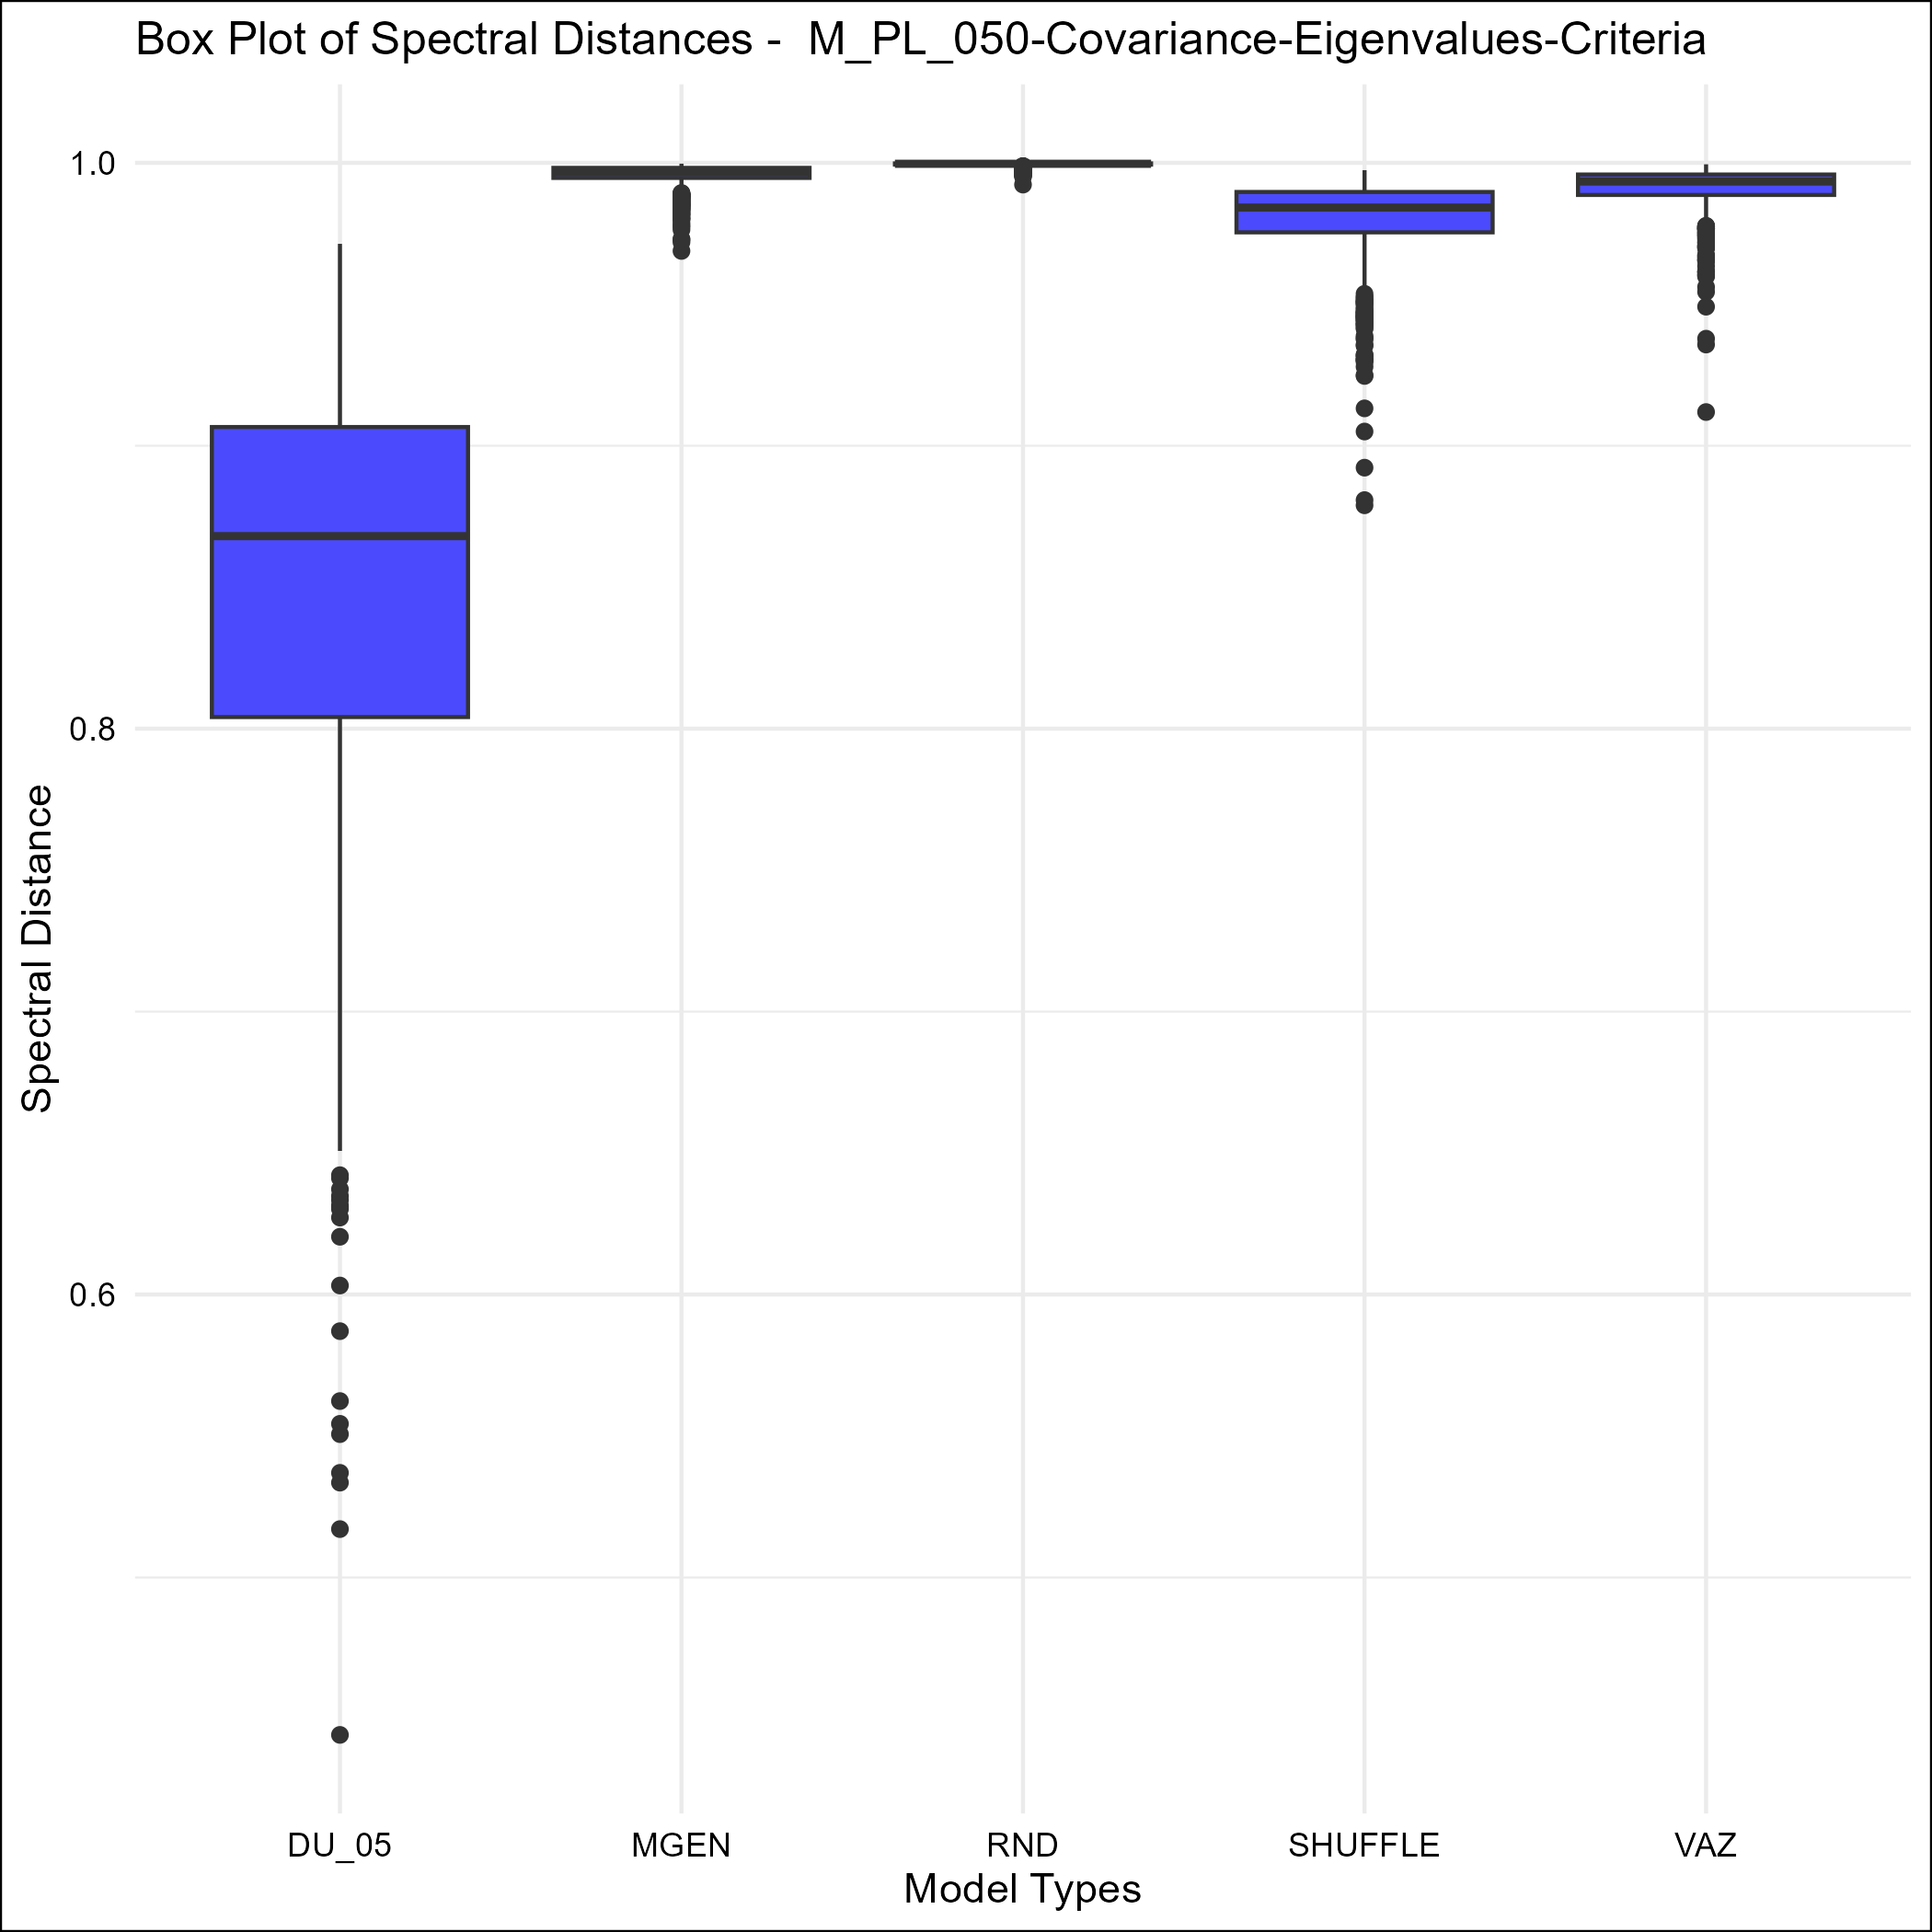 Box Plot of Spectral Distances -  M_PL_050-Covariance-Eigenvalues-Criteria
1.0
0.8
0.6
Spectral Distance
DU_05 MGEN RND SHUFFLE VAZ
Model Types